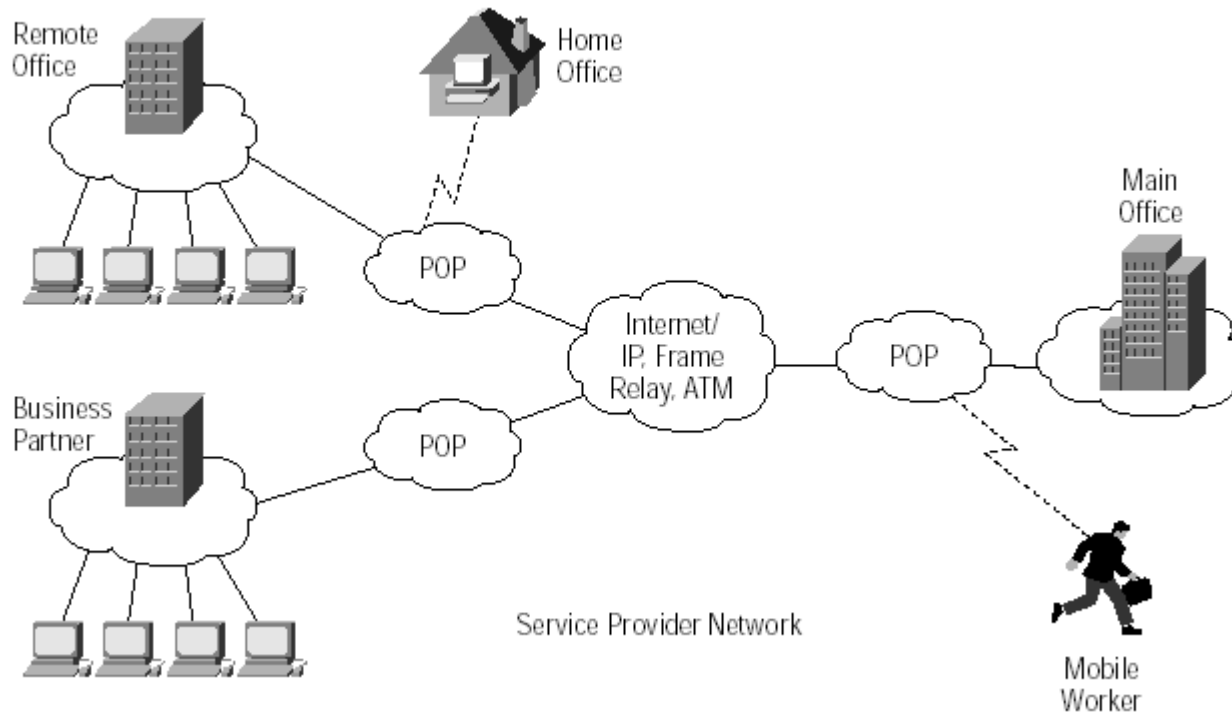 Remote
Office
Home
Office
Main
Office
POP
Internet/
IP, Frame
Relay, ATM
POP
Business
Partner
POP
Service Provider Network
Mobile
Worker